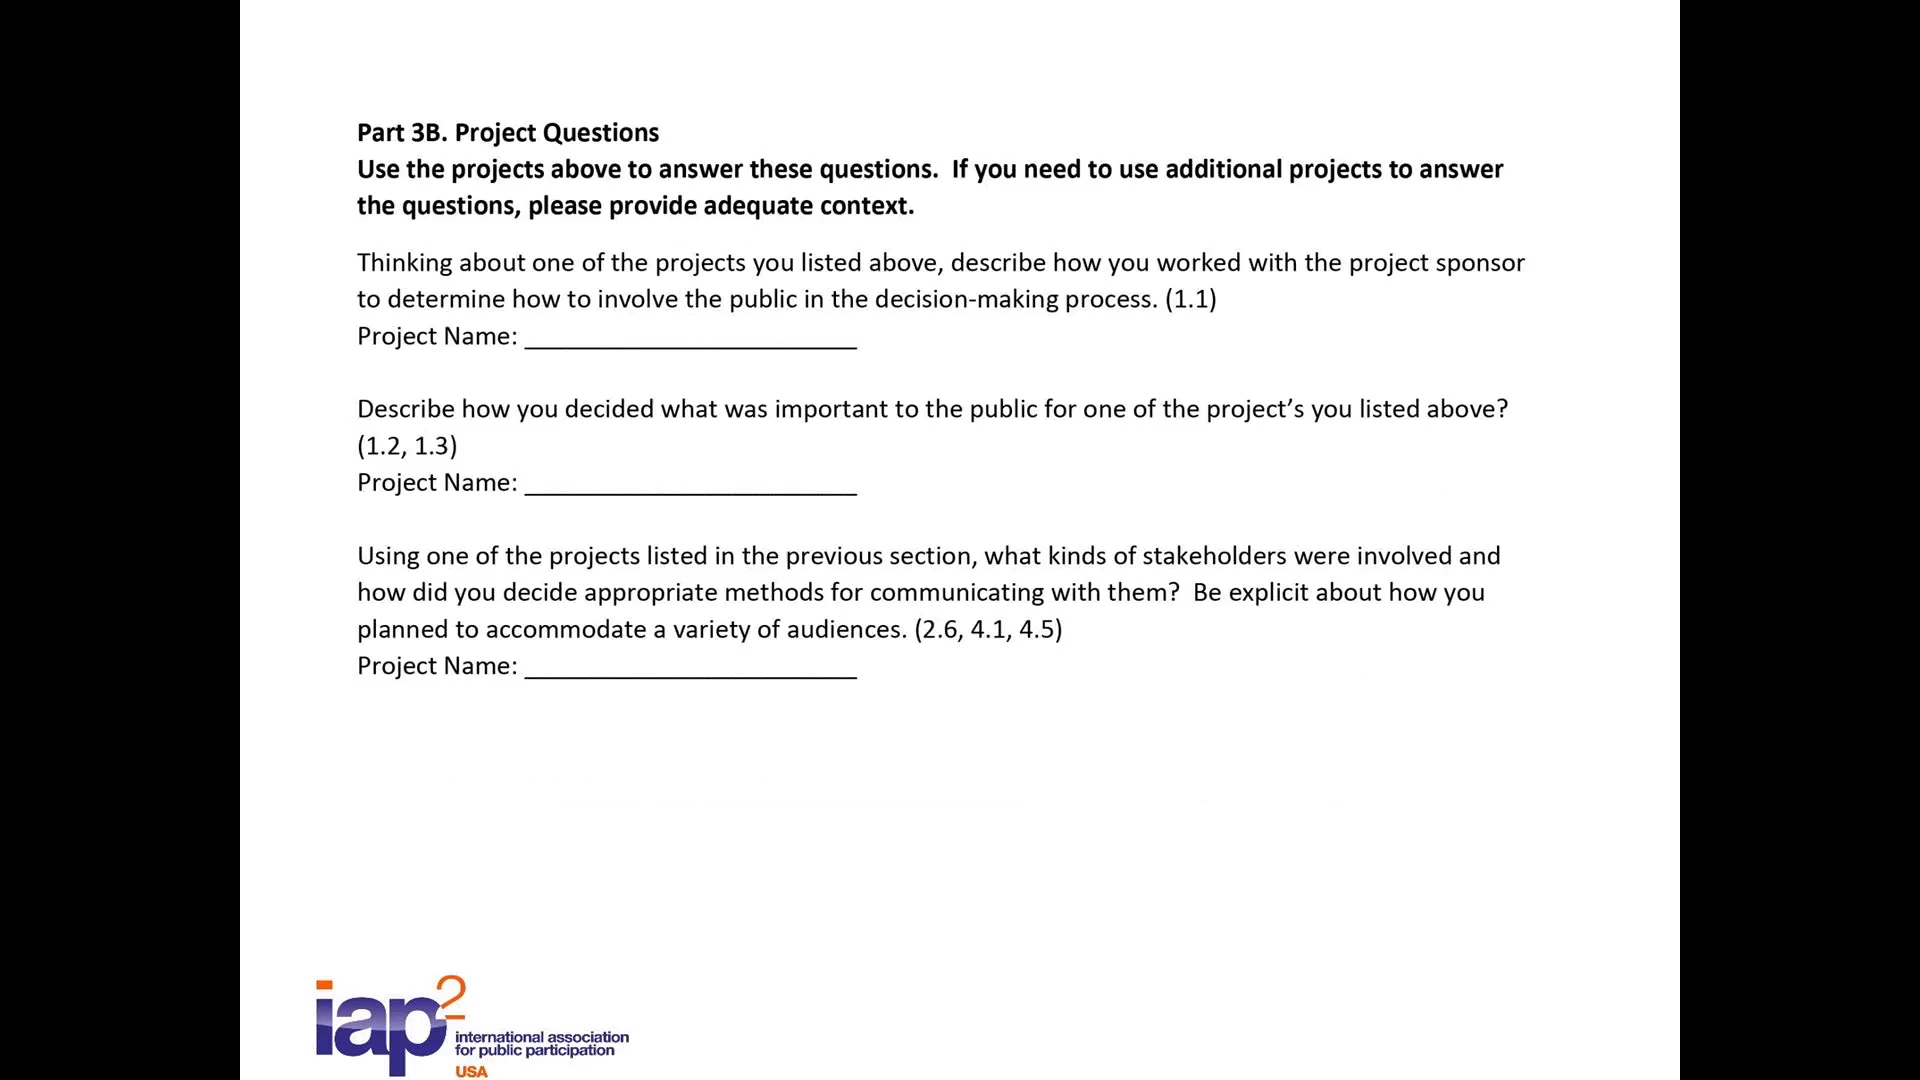 Part 3B. Project Questions
Use the projects above to answer these questions.  If you need to use additional projects to answer
the questions, please provide adequate context.
Thinking about one of the projects you listed above, describe how you worked with the project sponsor
to determine how to involve the public in the decision-making process. (1.1)
Project Name: _________________________
Describe how you decided what was important to the public for one of the project’s you listed above?
(1.2, 1.3)
Project Name: _________________________
Using one of the projects listed in the previous section, what kinds of stakeholders were involved and
how did you decide appropriate methods for communicating with them?  Be explicit about how you
planned to accommodate a variety of audiences. (2.6, 4.1, 4.5)
Project Name: _________________________
iap2
international association
for public participation
USA